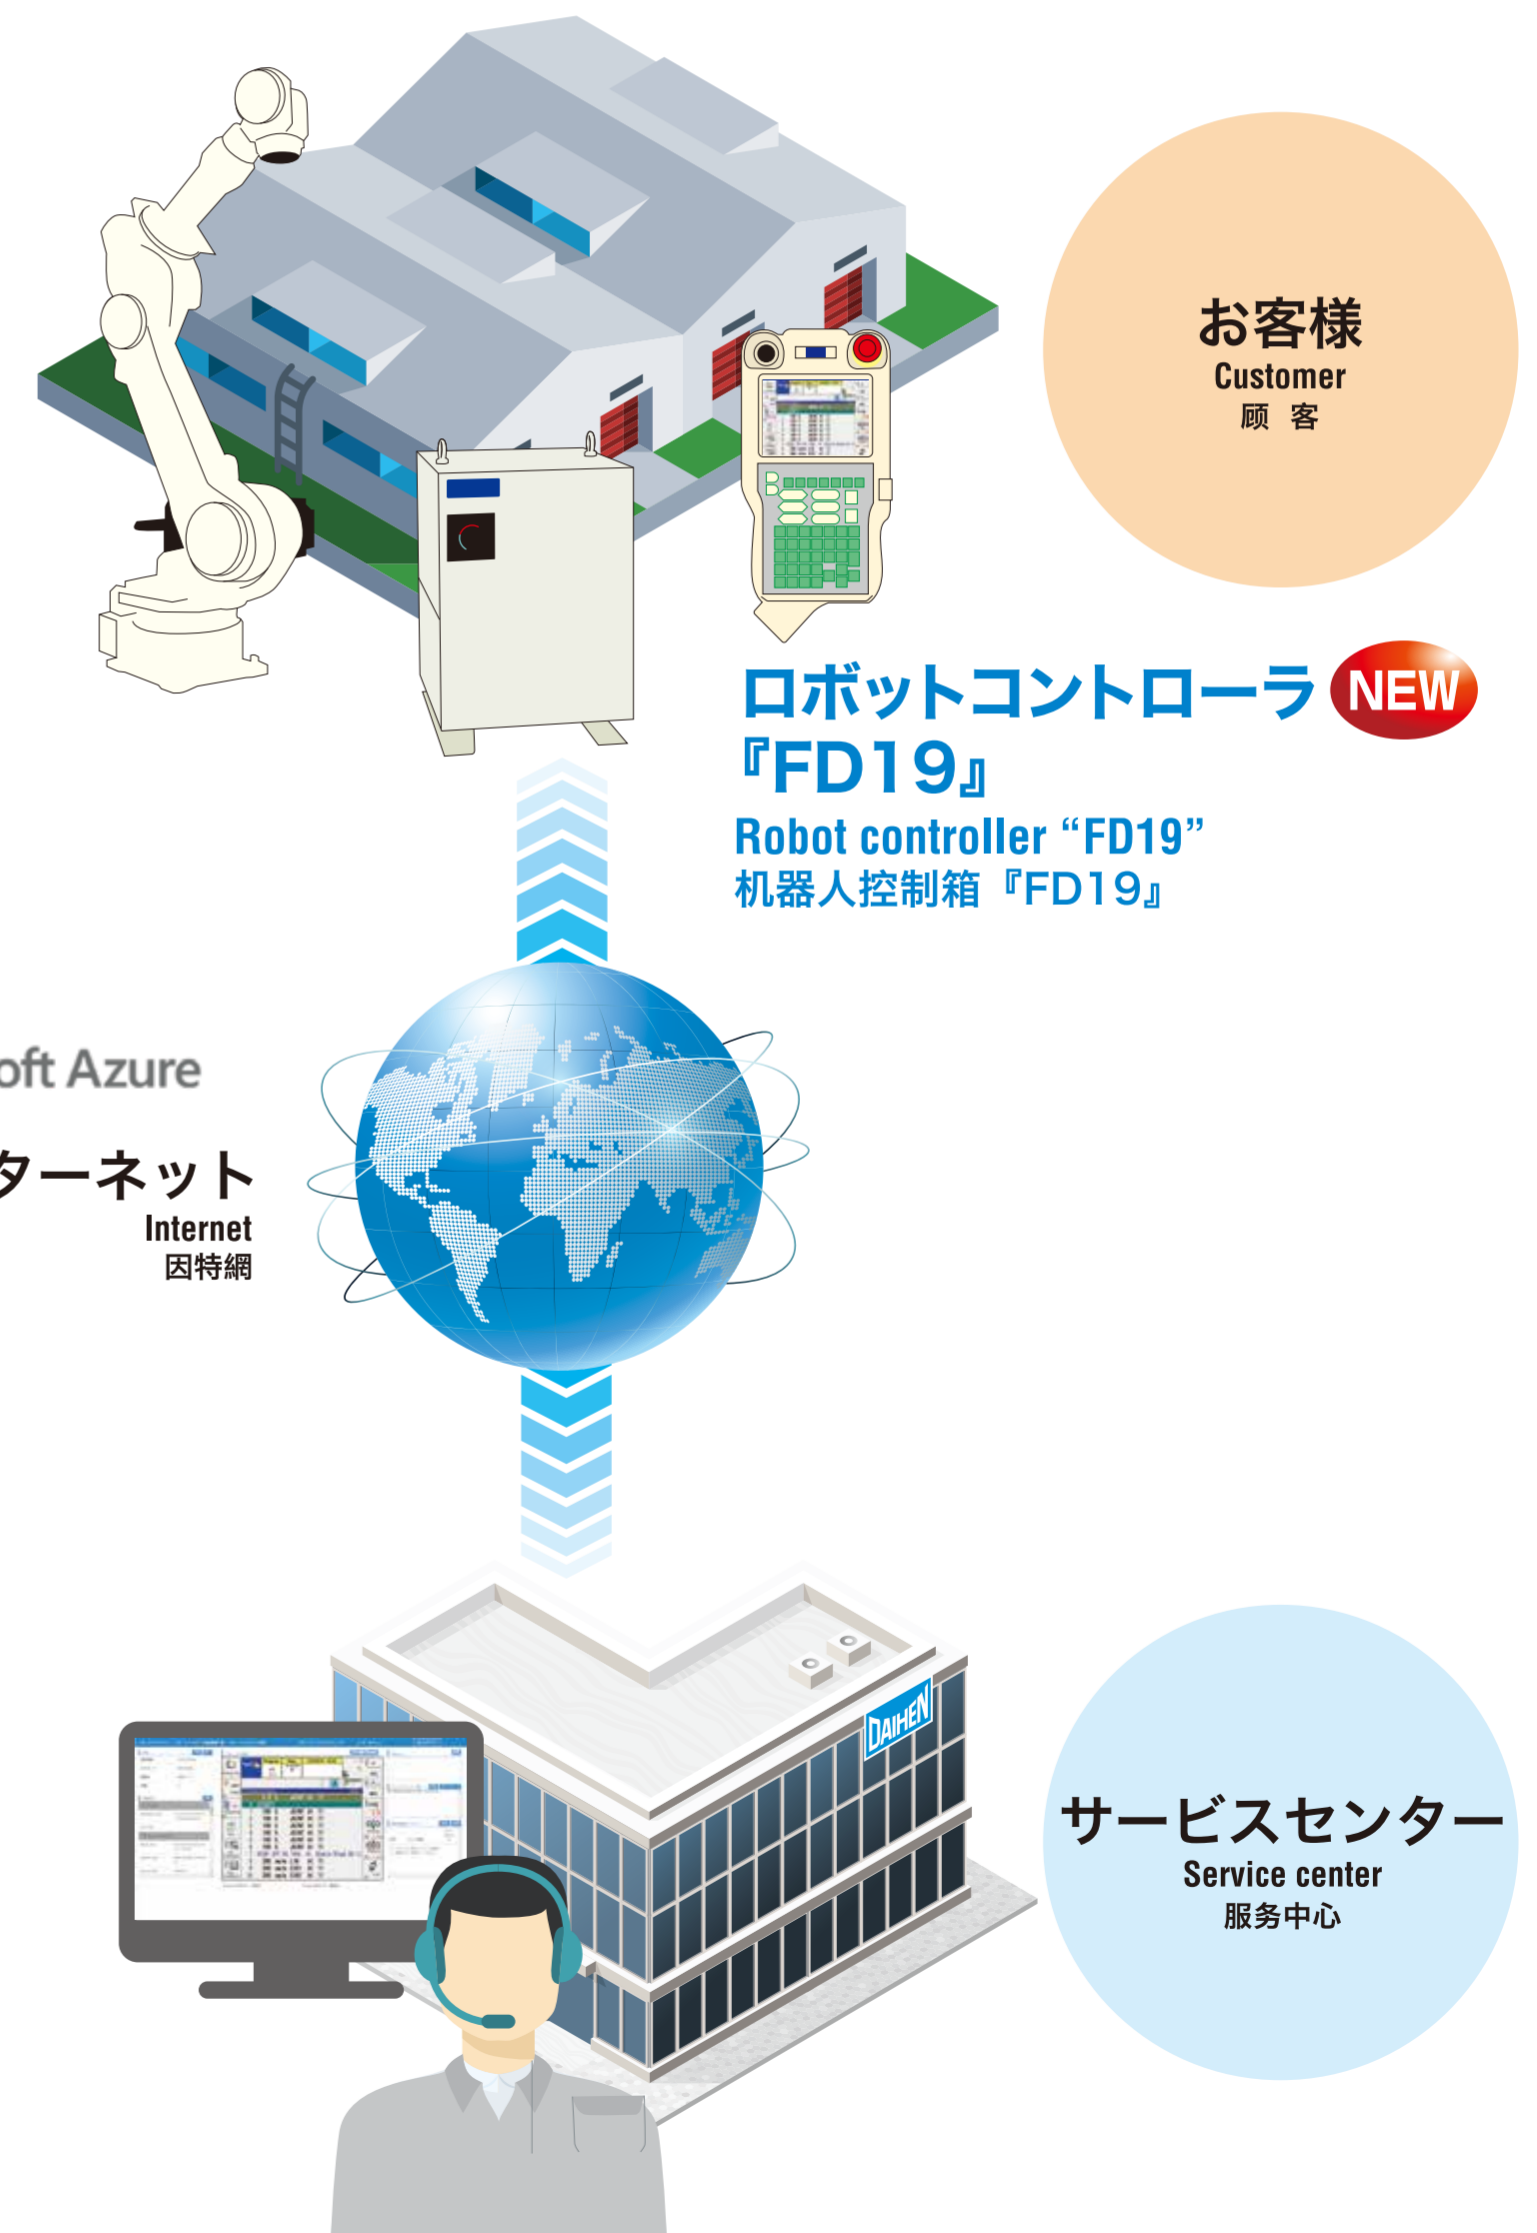 お客様
Customer
顾 客
ロボットコントローラ NEW
『FD19』
Robot controller “FD19”
机器人控制箱『FD19』
oft Azure
ターネット
Internet
因特網
DAIHEN
サービスセンター
Service center
服务中心